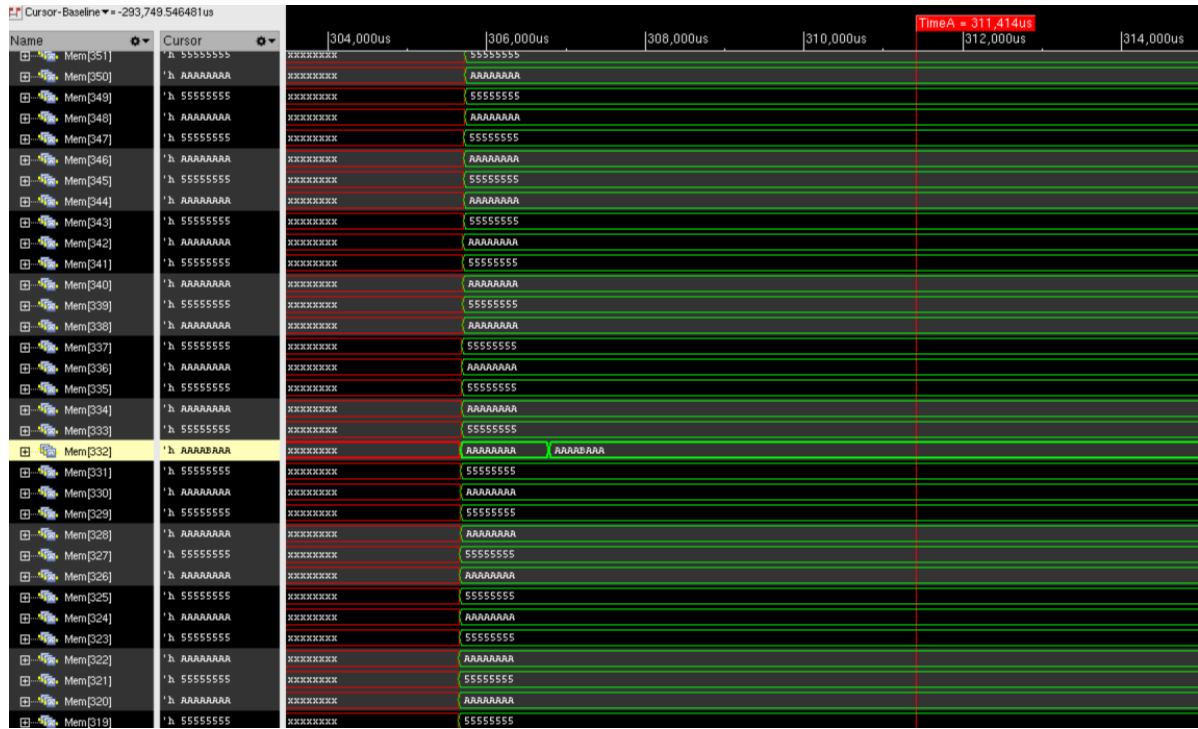 Cursor-Baseline▼=-293,749.546481us
TimeA = 311,414us
Name Cursor 304,000us 306,000us 308,000us 310,000us 312,000us 314,000us
Mem[351] 'h 55555555 xxxxxxxx 55555555
Mem[350] 'h AAAAAAAA xxxxxxxx AAAAAAAA
Mem[349] 'h 55555555 xxxxxxxx 55555555
Mem[348] 'h AAAAAAAA xxxxxxxx AAAAAAAA
Mem[347] 'h 55555555 xxxxxxxx 55555555
Mem[346] 'h AAAAAAAA xxxxxxxx AAAAAAAA
Mem[345] 'h 55555555 xxxxxxxx 55555555
Mem[344] 'h AAAAAAAA xxxxxxxx AAAAAAAA
Mem[343] 'h 55555555 xxxxxxxx 55555555
Mem[342] 'h AAAAAAAA xxxxxxxx AAAAAAAA
Mem[341] 'h 55555555 xxxxxxxx 55555555
Mem[340] 'h AAAAAAAA xxxxxxxx AAAAAAAA
Mem[339] 'h 55555555 xxxxxxxx 55555555
Mem[338] 'h AAAAAAAA xxxxxxxx AAAAAAAA
Mem[337] 'h 55555555 xxxxxxxx 55555555
Mem[336] 'h AAAAAAAA xxxxxxxx AAAAAAAA
Mem[335] 'h 55555555 xxxxxxxx 55555555
Mem[334] 'h AAAAAAAA xxxxxxxx AAAAAAAA
Mem[333] 'h 55555555 xxxxxxxx 55555555
Mem[332] 'h AAAABAAA xxxxxxxx AAAAAAAA AAAABAAA
Mem[331] 'h 55555555 xxxxxxxx 55555555
Mem[330] 'h AAAAAAAA xxxxxxxx AAAAAAAA
Mem[329] 'h 55555555 xxxxxxxx 55555555
Mem[328] 'h AAAAAAAA xxxxxxxx AAAAAAAA
Mem[327] 'h 55555555 xxxxxxxx 55555555
Mem[326] 'h AAAAAAAA xxxxxxxx AAAAAAAA
Mem[325] 'h 55555555 xxxxxxxx 55555555
Mem[324] 'h AAAAAAAA xxxxxxxx AAAAAAAA
Mem[323] 'h 55555555 xxxxxxxx 55555555
Mem[322] 'h AAAAAAAA xxxxxxxx AAAAAAAA
Mem[321] 'h 55555555 xxxxxxxx 55555555
Mem[320] 'h AAAAAAAA xxxxxxxx AAAAAAAA
Mem[319] 'h 55555555 xxxxxxxx 55555555